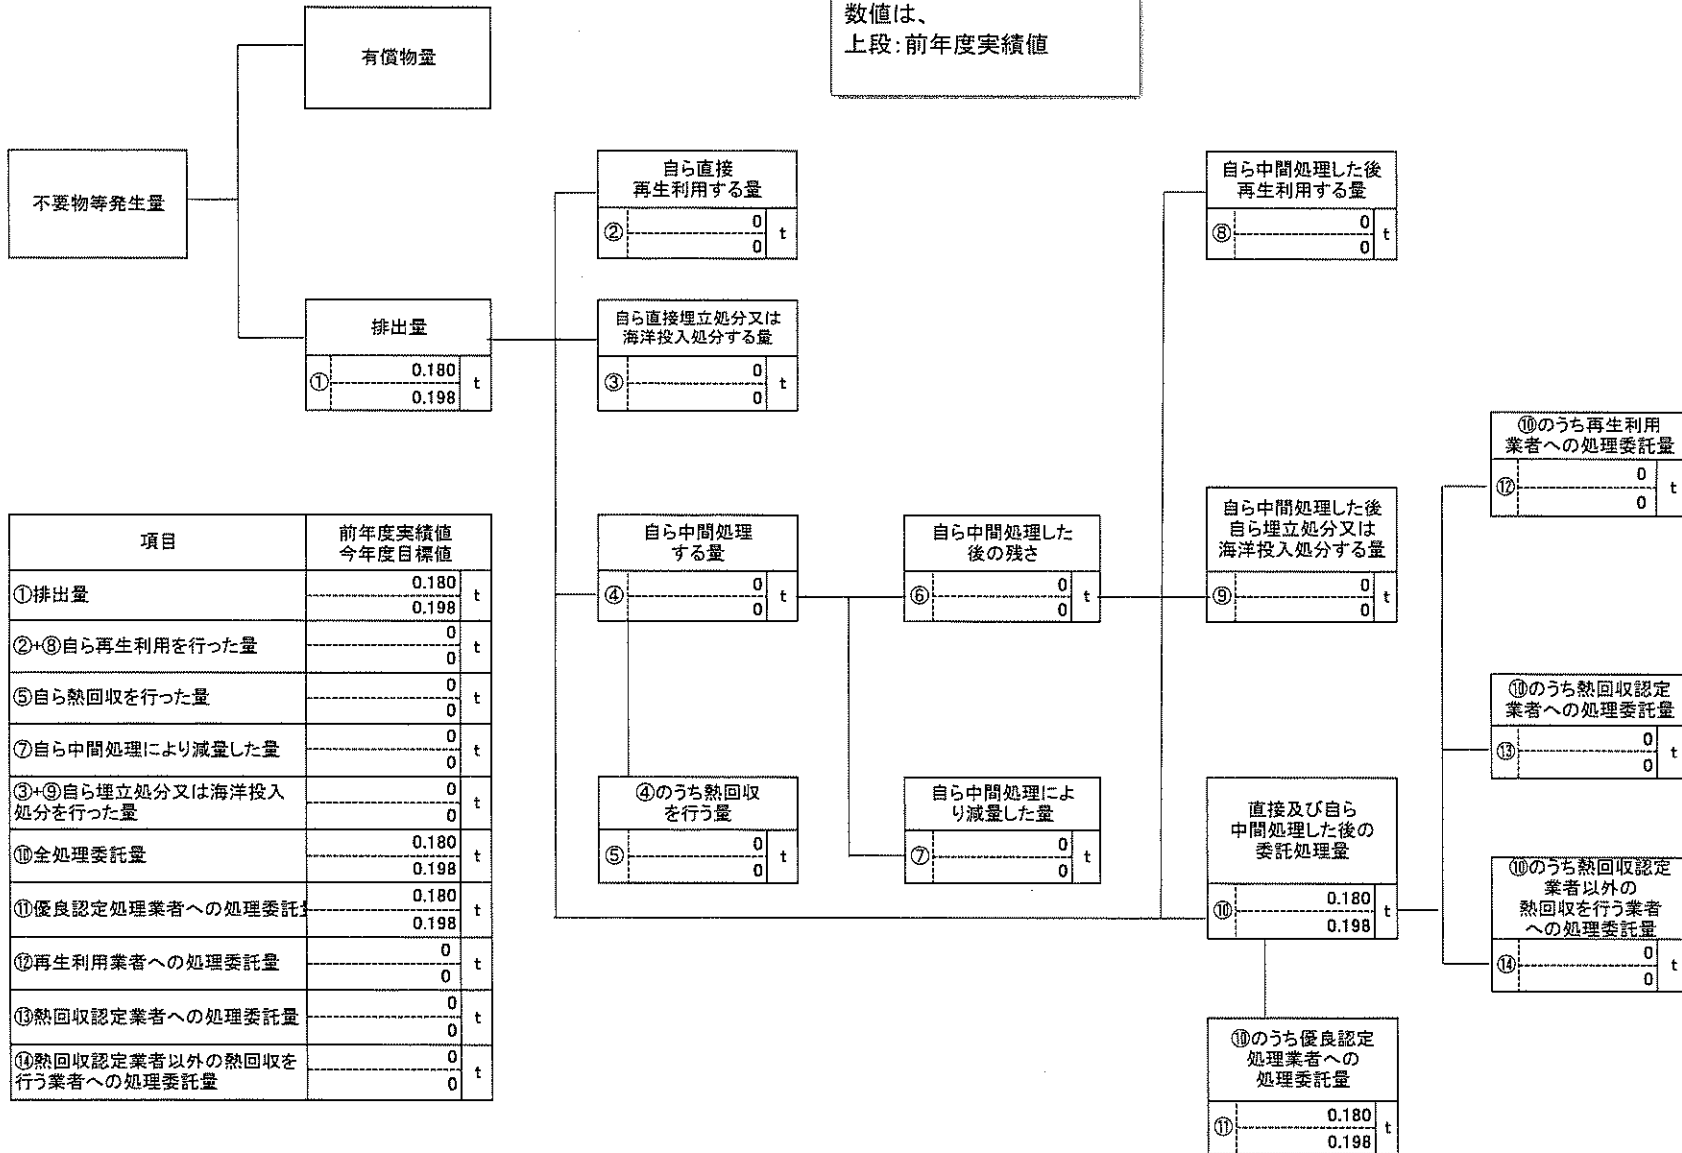 数値は、
上段:前年度実績値
有償物量
不要物等発生量
排出量
① 0.180 t
0.198
自ら直接
再生利用する量
② 0 t
0
自ら直接埋立処分又は
海洋投入処分する量
③ 0 t
0
自ら中間処理
する量
④ 0 t
0
④のうち熱回収
を行う量
⑤ 0 t
0
自ら中間処理した
後の残さ
⑥ 0 t
0
自ら中間処理によ
り減量した量
⑦ 0 t
0
自ら中間処理した後
再生利用する量
⑧ 0 t
0
自ら中間処理した後
自ら埋立処分又は
海洋投入処分する量
⑨ 0 t
0
直接及び自ら
中間処理した後の
委託処理量
⑩ 0.180 t
0.198
⑩のうち優良認定
処理業者への
処理委託量
⑪ 0.180 t
0.198
⑩のうち再生利用
業者への処理委託量
⑫ 0 t
0
⑩のうち熱回収認定
業者への処理委託量
⑬ 0 t
0
⑩のうち熱回収認定
業者以外の
熱回収を行う業者
への処理委託量
⑭ 0 t
0
項目
前年度実績値
今年度目標値
①排出量 0.180 t
0.198
②+⑧自ら再生利用を行った量 0 t
0
⑤自ら熱回収を行った量 0 t
0
⑦自ら中間処理により減量した量 0 t
0
③+⑨自ら埋立処分又は海洋投入
処分を行った量 0 t
0
⑩全処理委託量 0.180 t
0.198
⑪優良認定処理業者への処理委託 0.180 t
0.198
⑫再生利用業者への処理委託量 0 t
0
⑬熱回収認定業者への処理委託量 0 t
0
⑭熱回収認定業者以外の熱回収を
行う業者への処理委託量 0 t
0